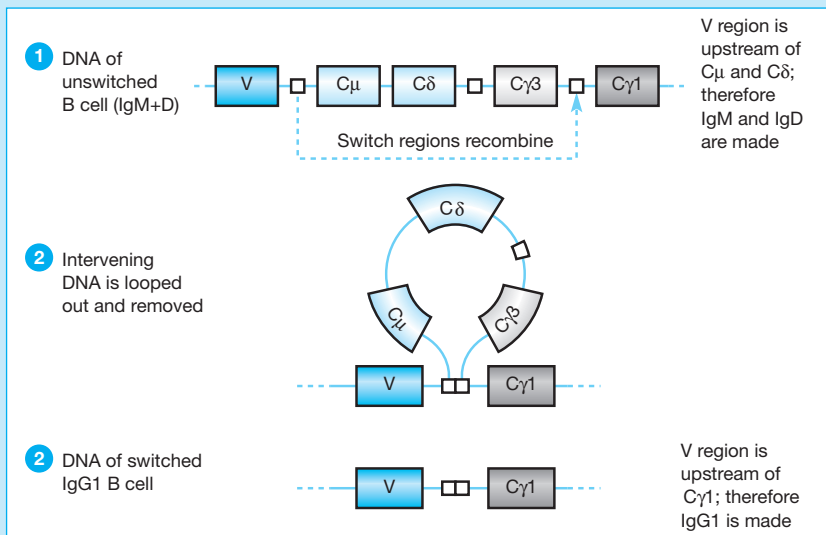 1 DNA of
unswitched
B cell (IgM+D)
V
Cμ
Cδ
Cγ3
Cγ1
V region is
upstream of
Cμ and Cδ;
therefore
IgM and IgD
are made
Switch regions recombine
2 Intervening
DNA is looped
out and removed
Cδ
Cμ
Cγ3
V
Cγ1
2 DNA of switched
IgG1 B cell
V
Cγ1
V region is
upstream of
Cγ1; therefore
IgG1 is made